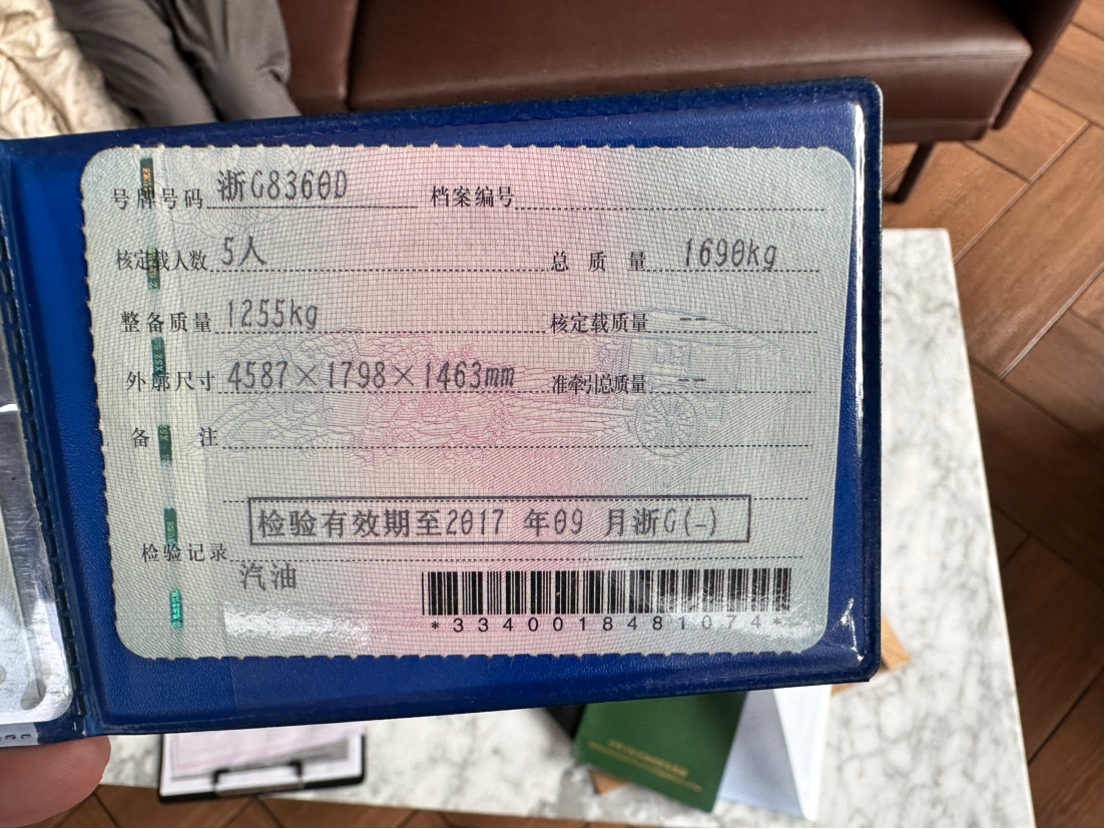 号牌号码 浙G8360D 档案编号
核定载人数 5人 总质量 1690kg
整备质量 1255kg 核定载质量 --
外廓尺寸 4587×1798×1463mm 准牵引总质量 --
备注
检验有效期至2017 年09 月浙G(-)
检验记录
汽油
*3340018481074*